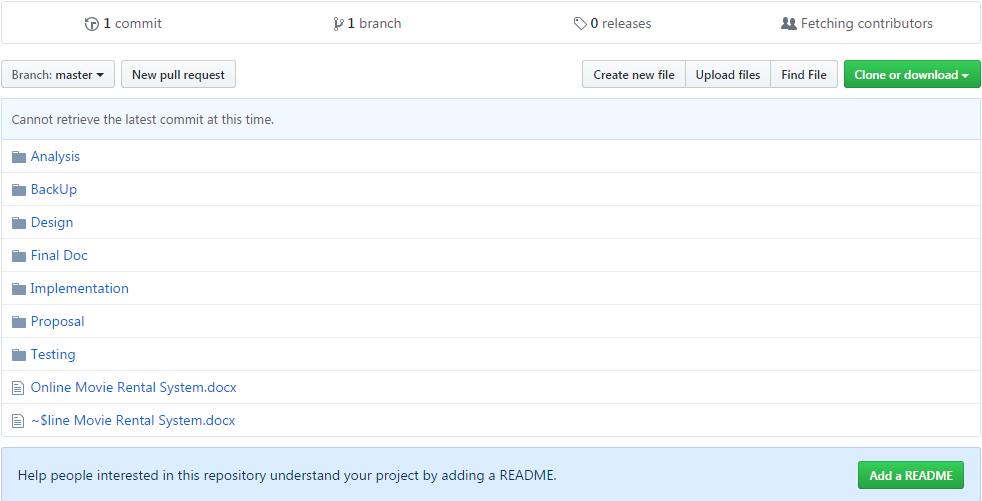 1 commit 1 branch 0 releases Fetching contributors
Branch: master New pull request Create new file Upload files Find File Clone or download
Cannot retrieve the latest commit at this time.
Analysis
BackUp
Design
Final Doc
Implementation
Proposal
Testing
Online Movie Rental System.docx
~$line Movie Rental System.docx
Help people interested in this repository understand your project by adding a README. Add a README